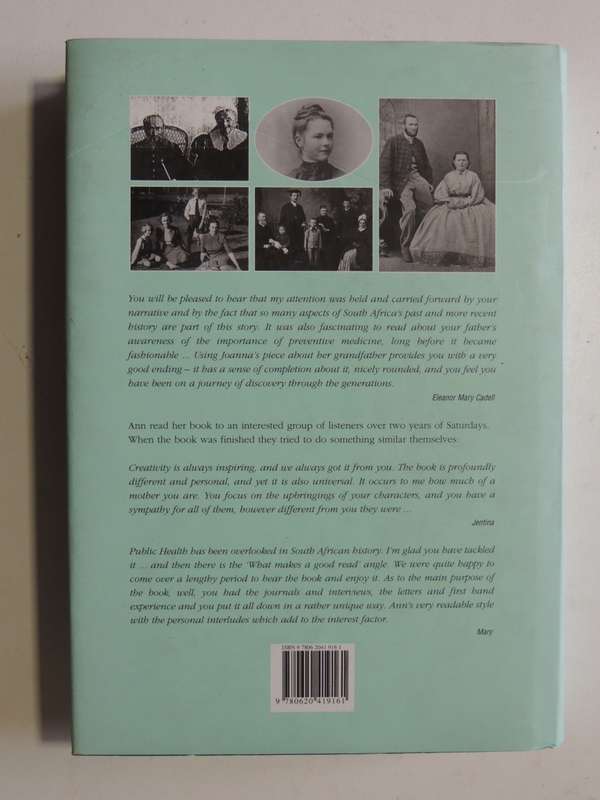 You will be pleased to hear that my attention was held and carried forward by your
narrative and by the fact that so many aspects of South Africa's past and more recent
history are part of this story. It was also fascinating to read about your father's
awareness of the importance of preventive medicine, long before it became
fashionable ... Using Joanna's piece about her grandfather provides you with a very
good ending – it has a sense of completion about it, nicely rounded, and you feel you
have been on a journey of discovery through the generations.
Eleanor Mary Cadell
Ann read her book to an interested group of listeners over two years of Saturdays.
When the book was finished they tried to do something similar themselves:
Creativity is always inspiring, and we always got it from you. The book is profoundly
different and personal, and yet it is also universal. It occurs to me how much of a
mother you are. You focus on the upbringings of your characters, and you have a
sympathy for all of them, however different from you they were ...
Jentina
Public Health has been overlooked in South African history. I'm glad you have tackled
it ... and then there is the 'What makes a good read' angle. We were quite happy to
come over a lengthy period to hear the book and enjoy it. As to the main purpose of
the book, well, you had the journals and interviews, the letters and first hand
experience and you put it all down in a rather unique way. Ann's very readable style
with the personal interludes which add to the interest factor.
Mary
9 780620 419161